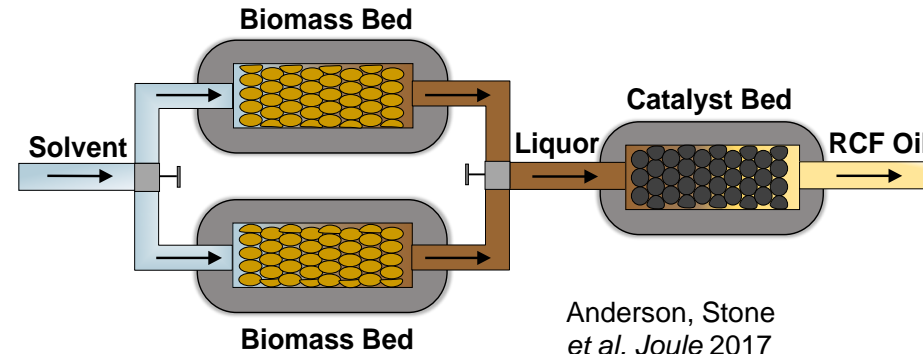 Biomass Bed
Catalyst Bed
Solvent
Liquor
RCF Oil
Biomass Bed
Anderson, Stone
et al. Joule 2017